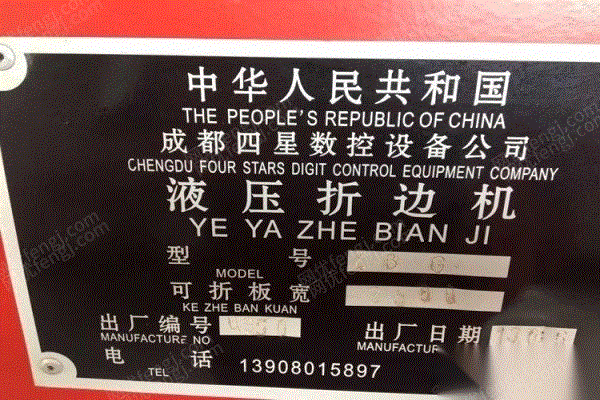 中华人民共和国
THE PEOPLE'S REPUBLIC OF CHINA
成都四星数控设备公司
CHENGDU FOUR STARS DIGIT CONTROL EQUIPMENT COMPANY
液压折边机
YE YA ZHE BIAN JI
型号
MODEL
可折板宽
KE ZHE BAN KUAN
出厂编号 出厂日期
MANUFACTURE NO MANUFACTUR
电话 13908015897
TEL